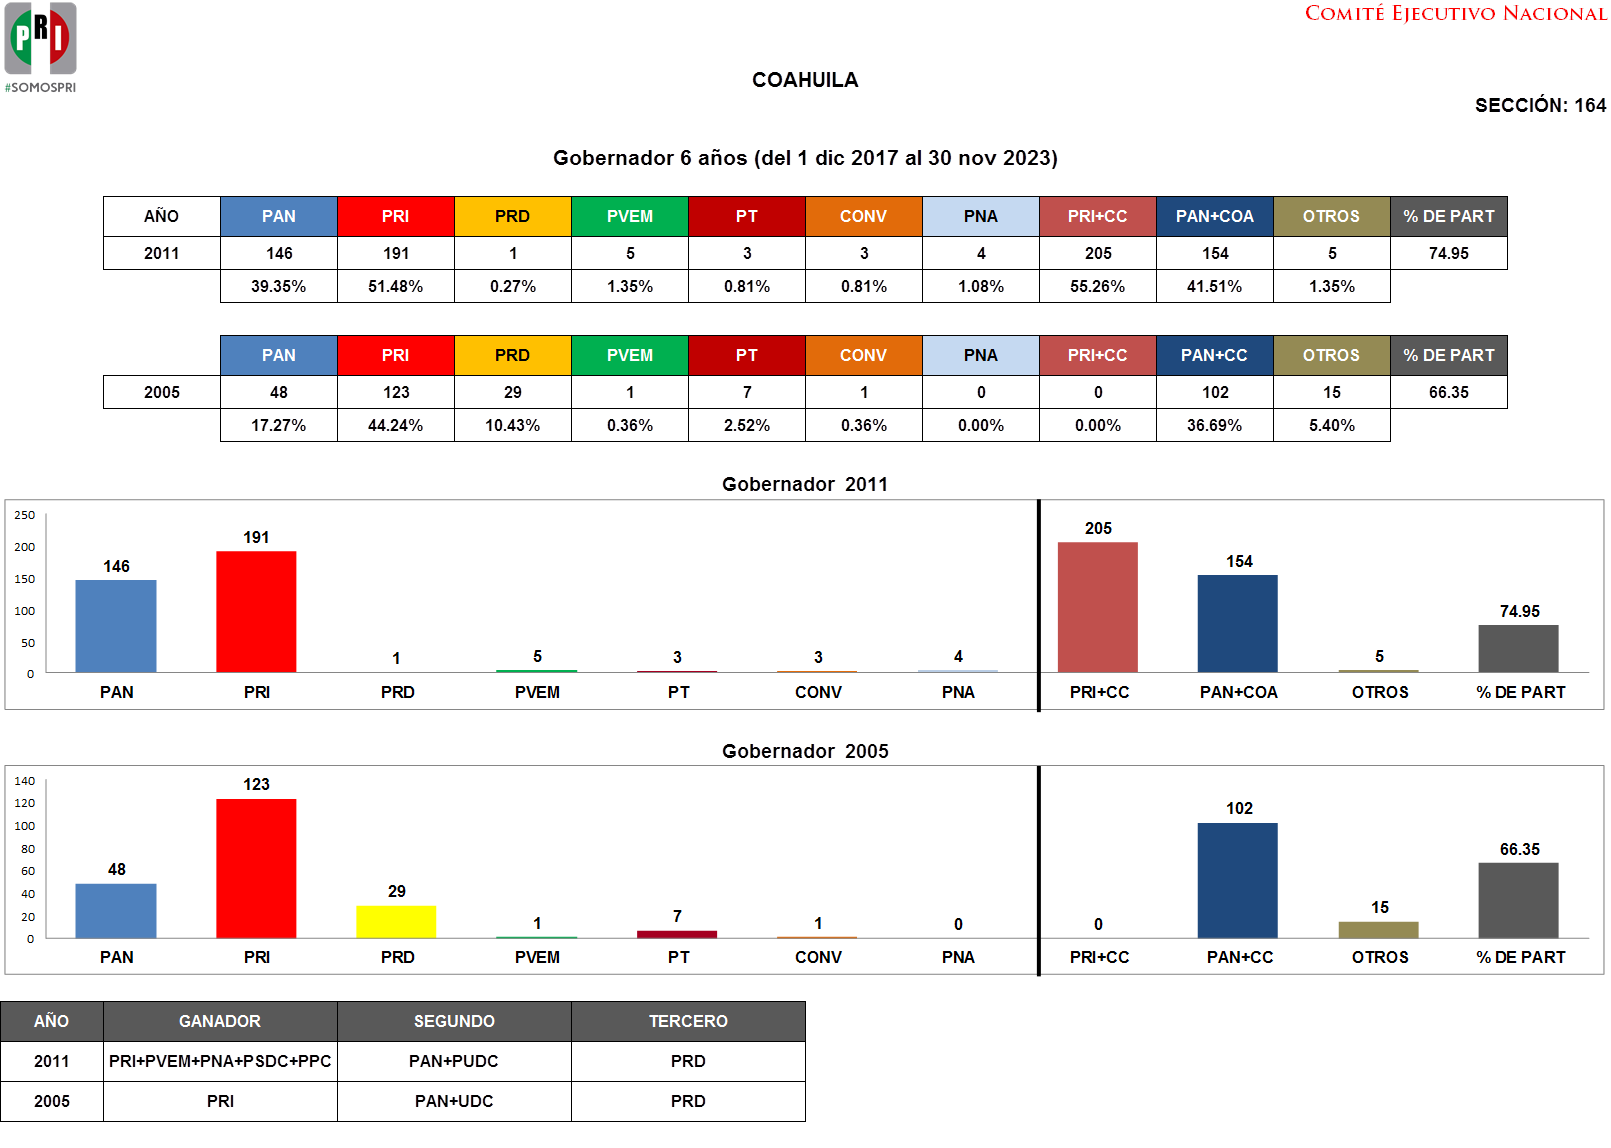 PRI
#SOMOSPRI
COMITÉ EJECUTIVO NACIONAL
COAHUILA
SECCIÓN: 164
Gobernador 6 años (del 1 dic 2017 al 30 nov 2023)
AÑO PAN PRI PRD PVEM PT CONV PNA PRI+CC PAN+COA OTROS % DE PART
2011 146 191 1 5 3 3 4 205 154 5 74.95
39.35% 51.48% 0.27% 1.35% 0.81% 0.81% 1.08% 55.26% 41.51% 1.35%
PAN PRI PRD PVEM PT CONV PNA PRI+CC PAN+CC OTROS % DE PART
2005 48 123 29 1 7 1 0 0 102 15 66.35
17.27% 44.24% 10.43% 0.36% 2.52% 0.36% 0.00% 0.00% 36.69% 5.40%
Gobernador 2011
250
200
150
100
50
0
146 191 1 5 3 3 4 205 154 5 74.95
PAN PRI PRD PVEM PT CONV PNA PRI+CC PAN+COA OTROS % DE PART
Gobernador 2005
140
120
100
80
60
40
20
0
48 123 29 1 7 1 0 0 102 15 66.35
PAN PRI PRD PVEM PT CONV PNA PRI+CC PAN+CC OTROS % DE PART
AÑO GANADOR SEGUNDO TERCERO
2011 PRI+PVEM+PNA+PSDC+PPC PAN+PUDC PRD
2005 PRI PAN+UDC PRD